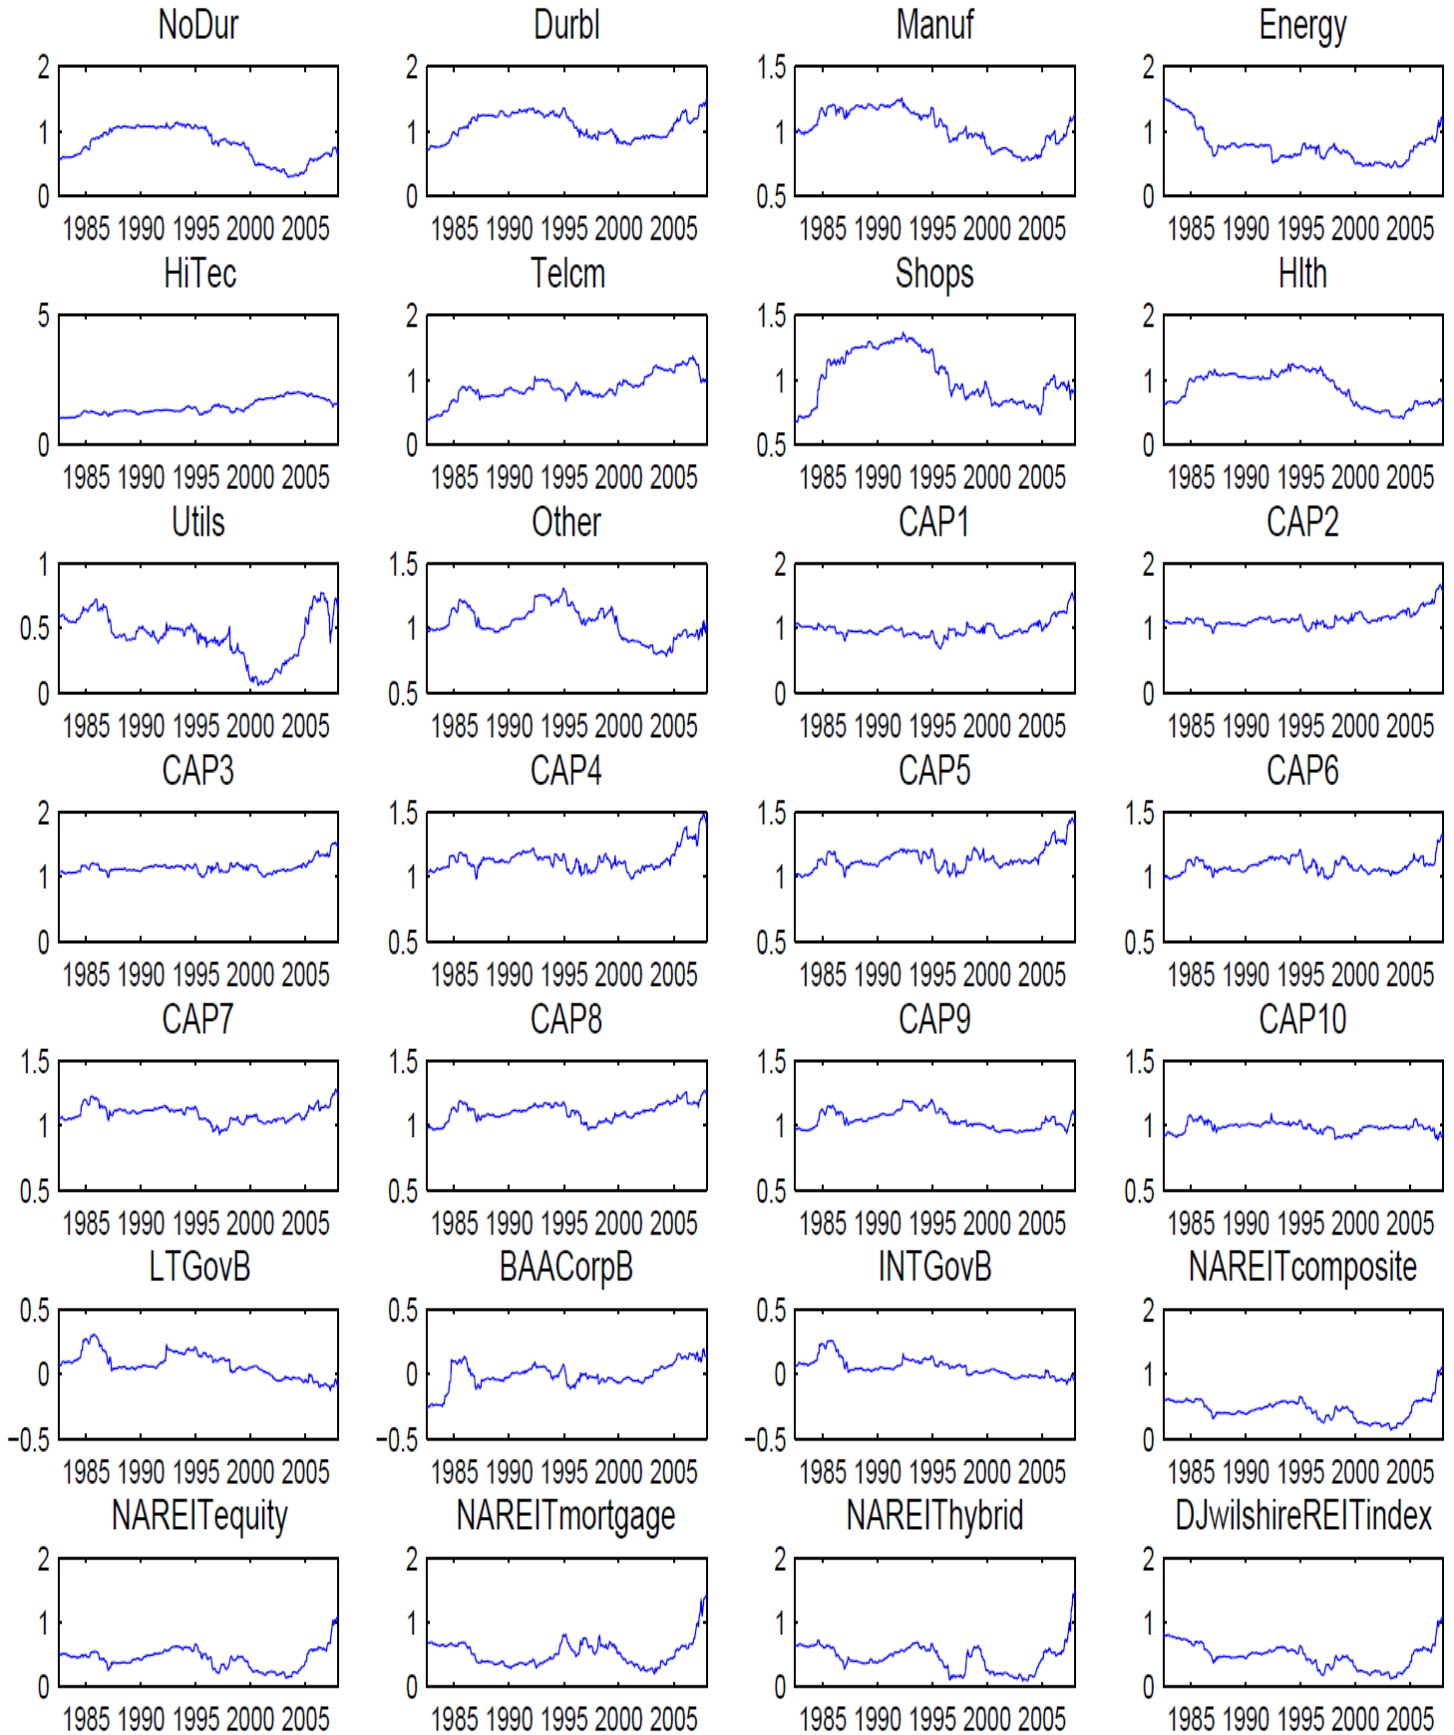 NoDur Durbl Manuf Energy
2 2 1.5 2
1 1 1 1
0 0 0.5 0
1985 1990 1995 2000 2005 1985 1990 1995 2000 2005 1985 1990 1995 2000 2005 1985 1990 1995 2000 2005
HiTec Telcm Shops Hlth
5 2 1.5 2
1 1 1
0 0 0.5 0
1985 1990 1995 2000 2005 1985 1990 1995 2000 2005 1985 1990 1995 2000 2005 1985 1990 1995 2000 2005
Utils Other CAP1 CAP2
1 1.5 2 2
0.5 1 1 1
0 0.5 0 0
1985 1990 1995 2000 2005 1985 1990 1995 2000 2005 1985 1990 1995 2000 2005 1985 1990 1995 2000 2005
CAP3 CAP4 CAP5 CAP6
2 1.5 1.5 1.5
1 1 1 1
0 0.5 0.5 0.5
1985 1990 1995 2000 2005 1985 1990 1995 2000 2005 1985 1990 1995 2000 2005 1985 1990 1995 2000 2005
CAP7 CAP8 CAP9 CAP10
1.5 1.5 1.5 1.5
1 1 1 1
0.5 0.5 0.5 0.5
1985 1990 1995 2000 2005 1985 1990 1995 2000 2005 1985 1990 1995 2000 2005 1985 1990 1995 2000 2005
LTGovB BAACorpB INTGovB NAREITcomposite
0.5 0.5 0.5 2
0 0 0 1
−0.5 −0.5 −0.5 0
1985 1990 1995 2000 2005 1985 1990 1995 2000 2005 1985 1990 1995 2000 2005 1985 1990 1995 2000 2005
NAREITequity NAREITmortgage NAREIThybrid DJwilshireREITindex
2 2 2 2
1 1 1 1
0 0 0 0
1985 1990 1995 2000 2005 1985 1990 1995 2000 2005 1985 1990 1995 2000 2005 1985 1990 1995 2000 2005